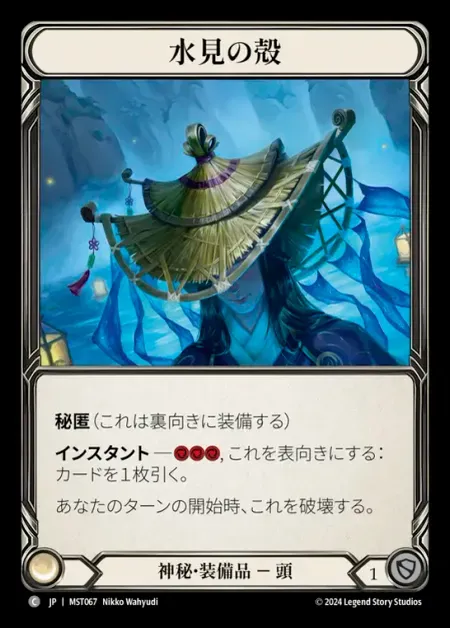 水見の殻
秘匿(これは裏向きに装備する)
インスタント ― , これを表向きにする:
カードを1枚引く。
あなたのターンの開始時、これを破壊する。
神秘・装備品 ― 頭
1
C JP | MST067 Nikko Wahyudi
© 2024 Legend Story Studios